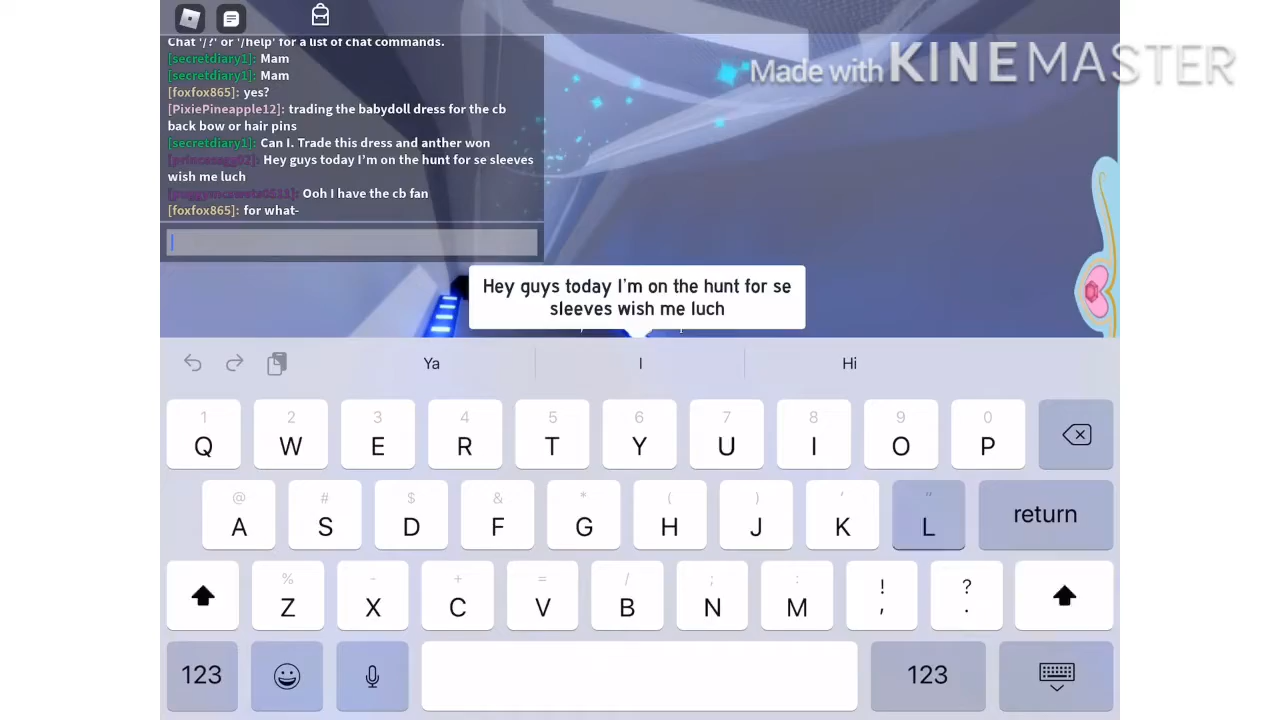 Chat '/?' or '/help' for a list of chat commands.
[secretdiary1]: Mam
[secretdiary1]: Mam
[foxfox865]: yes?
[PixiePineapple12]: trading the babydoll dress for the cb
back bow or hair pins
[secretdiary1]: Can I. Trade this dress and anther won
Hey guys today I'm on the hunt for se sleeves
wish me luch
Ooh I have the cb fan
[foxfox865]: for what-
Made with KINEMASTER
Hey guys today I'm on the hunt for se
sleeves wish me luch
Ya I Hi
1 2 3 4 5 6 7 8 9 0
Q W E R T Y U I O P
@ # $ & * ( ) ' "
A S D F G H J K L return
% - + = / ; : ! ?
Z X C V B N M , .
123 123